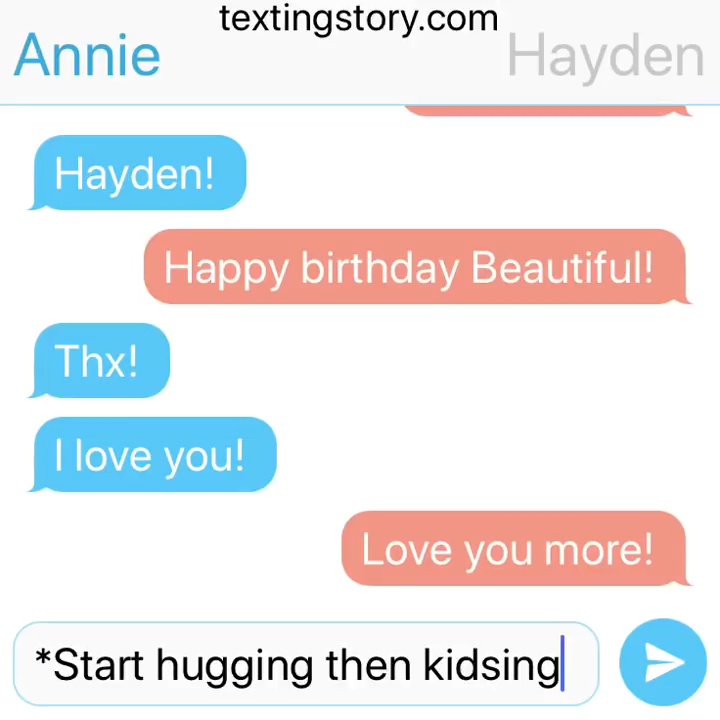 textingstory.com
Annie Hayden
Hayden!
Happy birthday Beautiful!
Thx!
I love you!
Love you more!
*Start hugging then kidsing